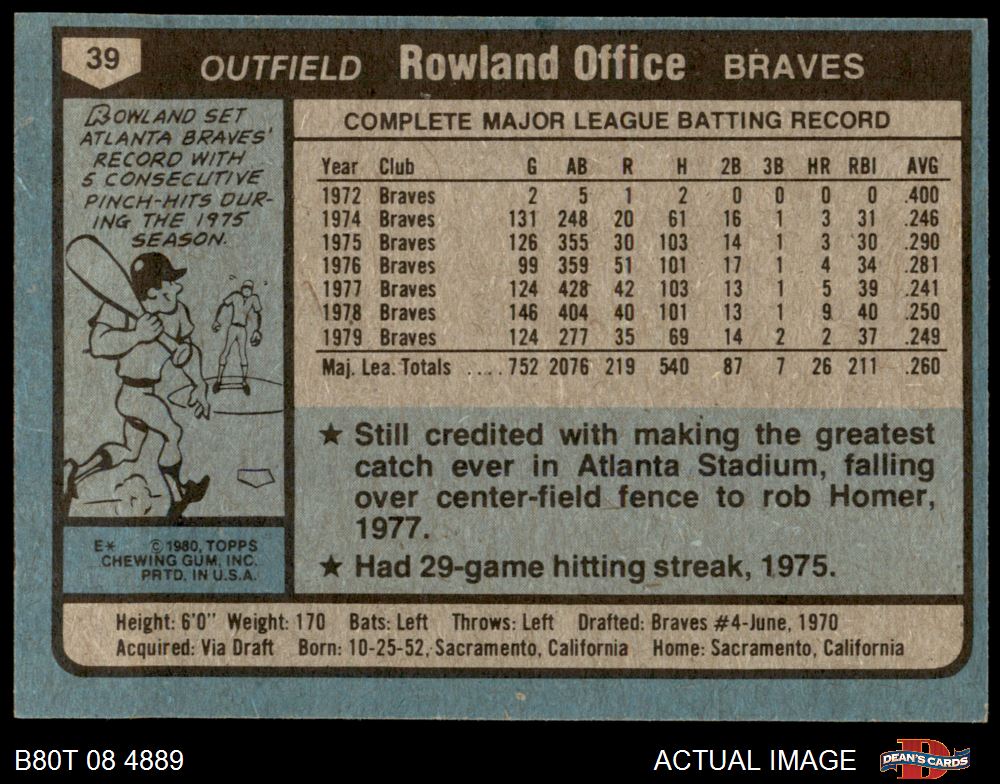 39 OUTFIELD Rowland Office BRAVES
ROWLAND SET
ATLANTA BRAVES'
RECORD WITH
5 CONSECUTIVE
PINCH-HITS DUR-
ING THE 1975
SEASON.
E* © 1980, TOPPS
CHEWING GUM, INC.
PRTD. IN U.S.A.
COMPLETE MAJOR LEAGUE BATTING RECORD
Year Club G AB R H 2B 3B HR RBI AVG
1972 Braves 2 5 1 2 0 0 0 0 .400
1974 Braves 131 248 20 61 16 1 3 31 .246
1975 Braves 126 355 30 103 14 1 3 30 .290
1976 Braves 99 359 51 101 17 1 4 34 .281
1977 Braves 124 428 42 103 13 1 5 39 .241
1978 Braves 146 404 40 101 13 1 9 40 .250
1979 Braves 124 277 35 69 14 2 2 37 .249
Maj. Lea. Totals .... 752 2076 219 540 87 7 26 211 .260
★ Still credited with making the greatest
catch ever in Atlanta Stadium, falling
over center-field fence to rob Homer,
1977.
★ Had 29-game hitting streak, 1975.
Height: 6'0" Weight: 170 Bats: Left Throws: Left Drafted: Braves #4-June, 1970
Acquired: Via Draft Born: 10-25-52, Sacramento, California Home: Sacramento, California
B80T 08 4889 ACTUAL IMAGE DEAN'S CARDS